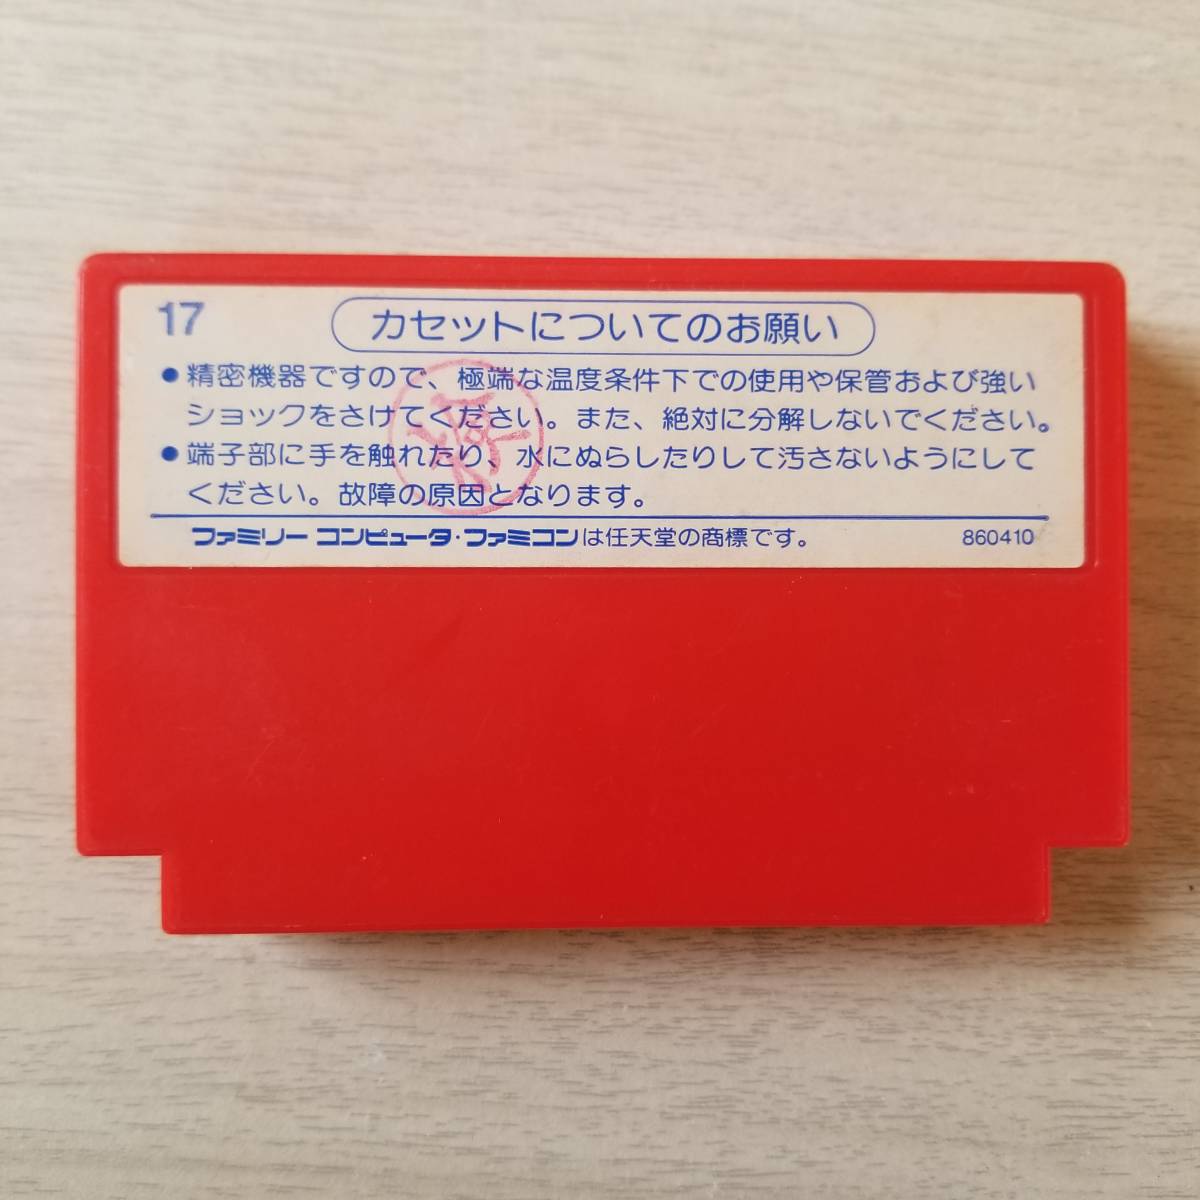 17
カセットについてのお願い
●精密機器ですので、極端な温度条件下での使用や保管および強い
ショックをさけてください。また、絶対に分解しないでください。
●端子部に手を触れたり、水にぬらしたりして汚さないようにして
ください。故障の原因となります。
ファミリー コンピュータ・ファミコンは任天堂の商標です。 860410